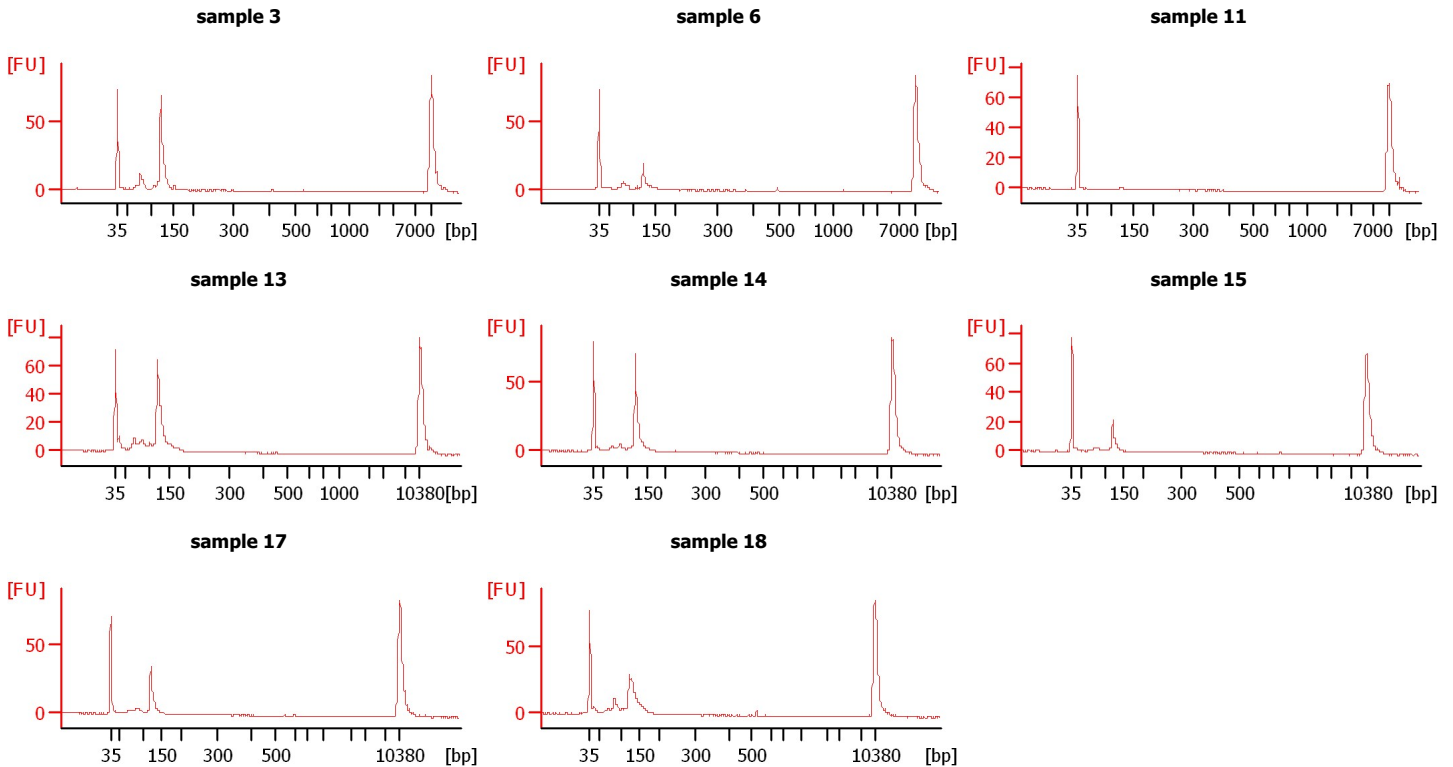 sample 3 sample 6 sample 11
[FU] [FU] [FU]
50 50 60
40
20
0 0 0
35 150 300 500 1000 7000 [bp] 35 150 300 500 1000 7000 [bp] 35 150 300 500 1000 7000 [bp]
sample 13 sample 14 sample 15
[FU] [FU] [FU]
60 50 60
40 40
20 20
0 0 0
35 150 300 500 1000 10380[bp] 35 150 300 500 10380 [bp] 35 150 300 500 10380 [bp]
sample 17 sample 18
[FU] [FU]
50 50
0 0
35 150 300 500 10380 [bp] 35 150 300 500 10380 [bp]